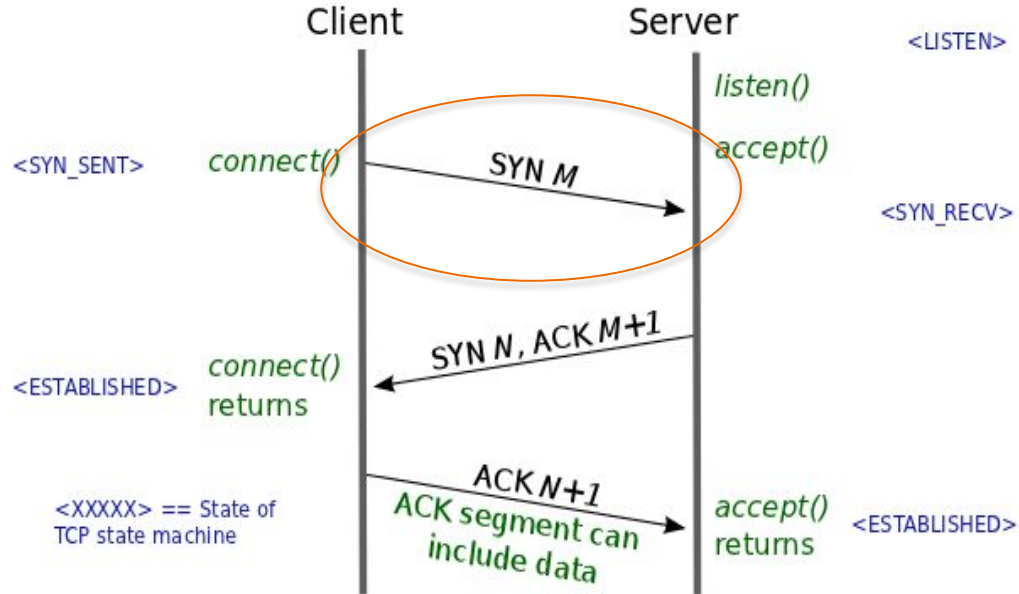 Client
Server
<LISTEN>
listen()
<SYN_SENT>
connect()
SYN M
accept()
<SYN_RECV>
SYN N, ACK M+1
<ESTABLISHED>
connect()
returns
ACK N+1
ACK segment can
include data
<XXXXX> == State of
TCP state machine
accept()
returns
<ESTABLISHED>